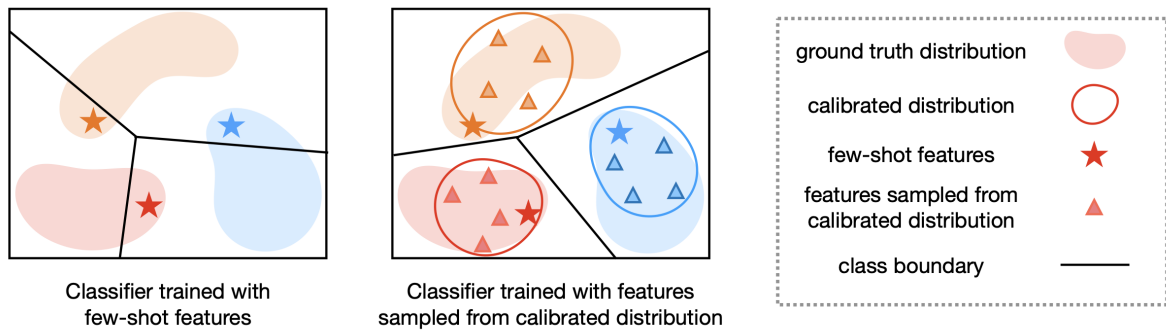 Classifier trained with
few-shot features
Classifier trained with features
sampled from calibrated distribution
ground truth distribution
calibrated distribution
few-shot features
features sampled from
calibrated distribution
class boundary